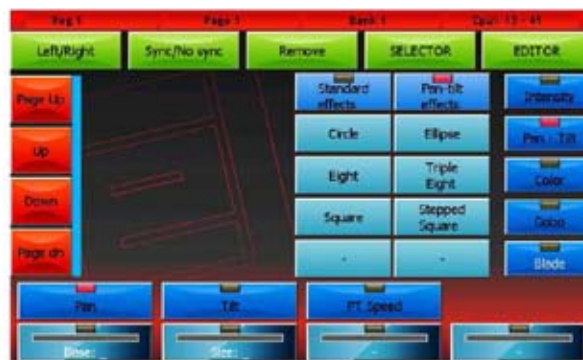 Reg 1 Page 1 Bank 1
Left/Right Sync/No sync Remove SELECTOR EDITOR
Page Up
Up
Down
Page dn
Standard effects
Pan-tilt effects
Circle Ellipse
Eight Triple Eight
Square Stepped Square
- -
Intensity
Pan - Tilt
Color
Gobo
Blade
Pan Tilt PT Speed
Base: _ Size: _ - -